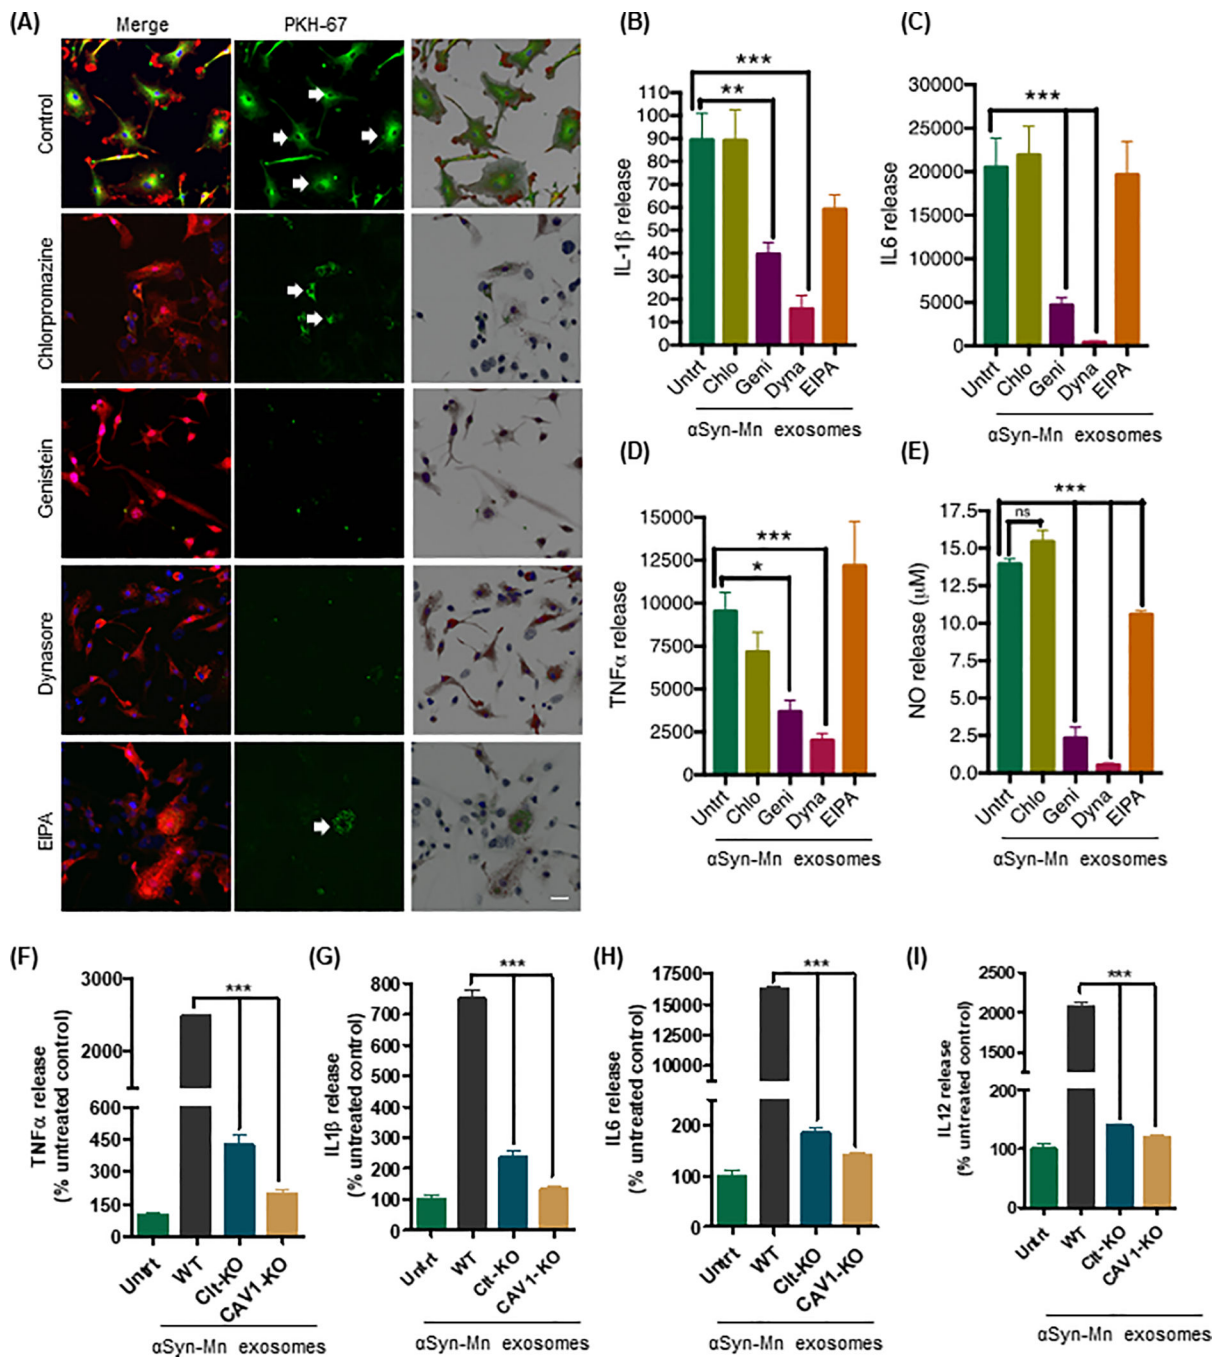 (A)
Merge
PKH-67
Control
Chlorpromazine
Genistein
Dynasore
EIPA
(B)
IL-1β release
110
100
90
80
70
60
50
40
30
20
10
0
***
**
Untrt
Chlo
Geni
Dyna
EIPA
αSyn-Mn exosomes
(C)
IL6 release
30000
25000
20000
15000
10000
5000
0
***
Untrt
Chlo
Geni
Dyna
EIPA
αSyn-Mn exosomes
(D)
TNFα release
15000
12500
10000
7500
5000
2500
0
***
*
Untrt
Chlo
Geni
Dyna
EIPA
αSyn-Mn exosomes
(E)
NO release (μM)
17.5
15.0
12.5
10.0
7.5
5.0
2.5
0.0
***
ns
Untrt
Chlo
Geni
Dyna
EIPA
αSyn-Mn exosomes
(F)
TNFα release
(% untreated control)
3000
2000
600
450
300
150
0
***
Untrt
WT
Clt-KO
CAV1-KO
αSyn-Mn exosomes
(G)
IL1β release
(% untreated control)
800
700
600
500
400
300
200
100
0
***
Untrt
WT
Clt-KO
CAV1-KO
αSyn-Mn exosomes
(H)
IL6 release
(% untreated control)
17500
15000
12500
10000
200
100
0
***
Untrt
WT
Clt-KO
CAV1-KO
αSyn-Mn exosomes
(I)
IL12 release
(% untreated control)
2500
2000
1500
200
100
0
***
Untrt
WT
Clt-KO
CAV1-KO
αSyn-Mn exosomes